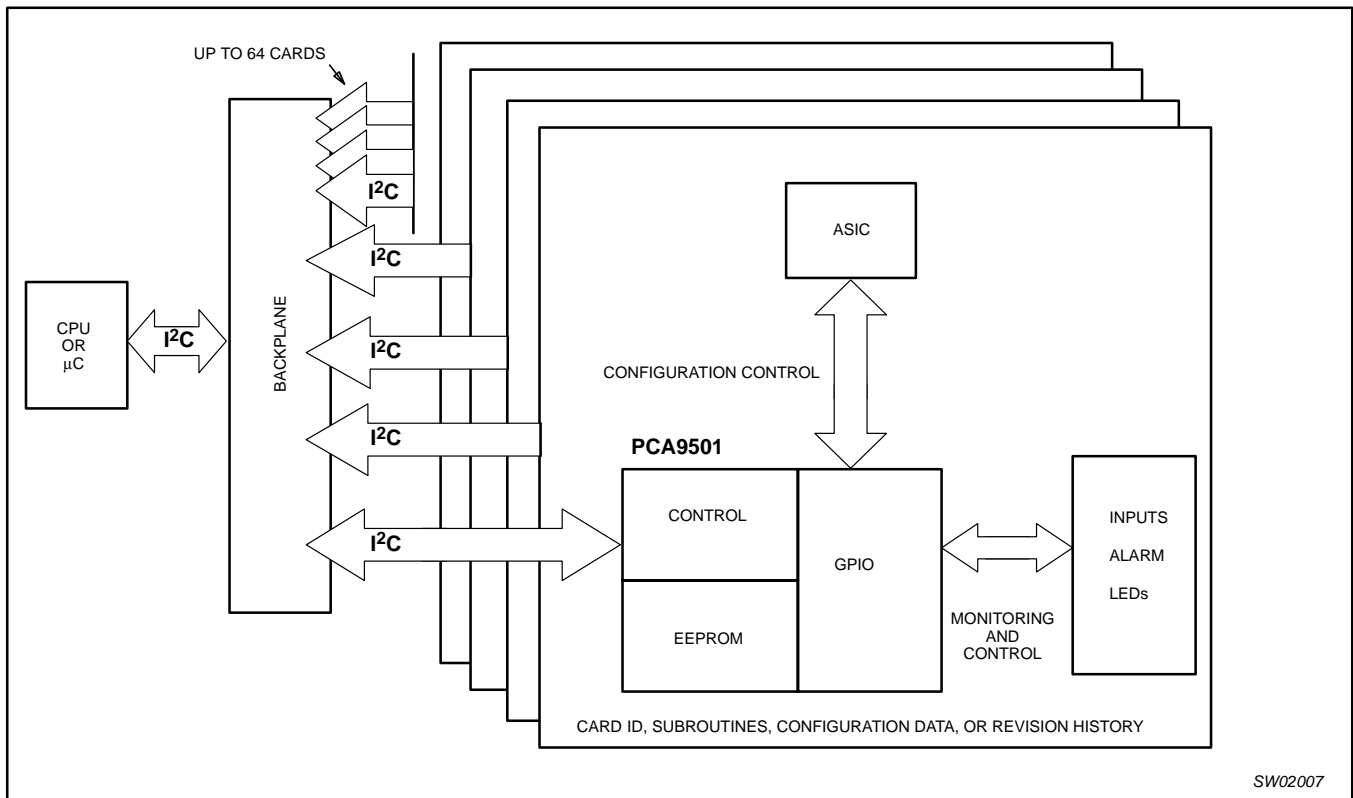 UP TO 64 CARDS
I²C
I²C
I²C
I²C
I²C
I²C
CPU
OR
μC
BACKPLANE
ASIC
CONFIGURATION CONTROL
PCA9501
CONTROL
EEPROM
GPIO
INPUTS
ALARM
LEDs
MONITORING
AND
CONTROL
CARD ID, SUBROUTINES, CONFIGURATION DATA, OR REVISION HISTORY
SW02007